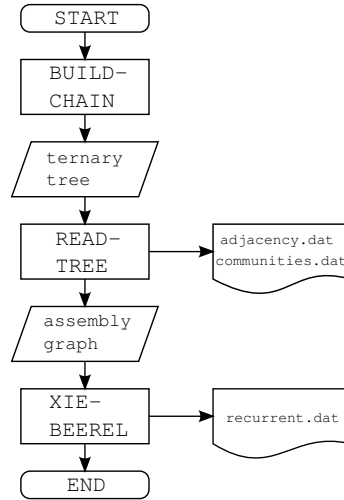 START
BUILD-
CHAIN
ternary
tree
READ-
TREE
adjacency.dat
communities.dat
assembly
graph
XIE-
BEEREL
recurrent.dat
END